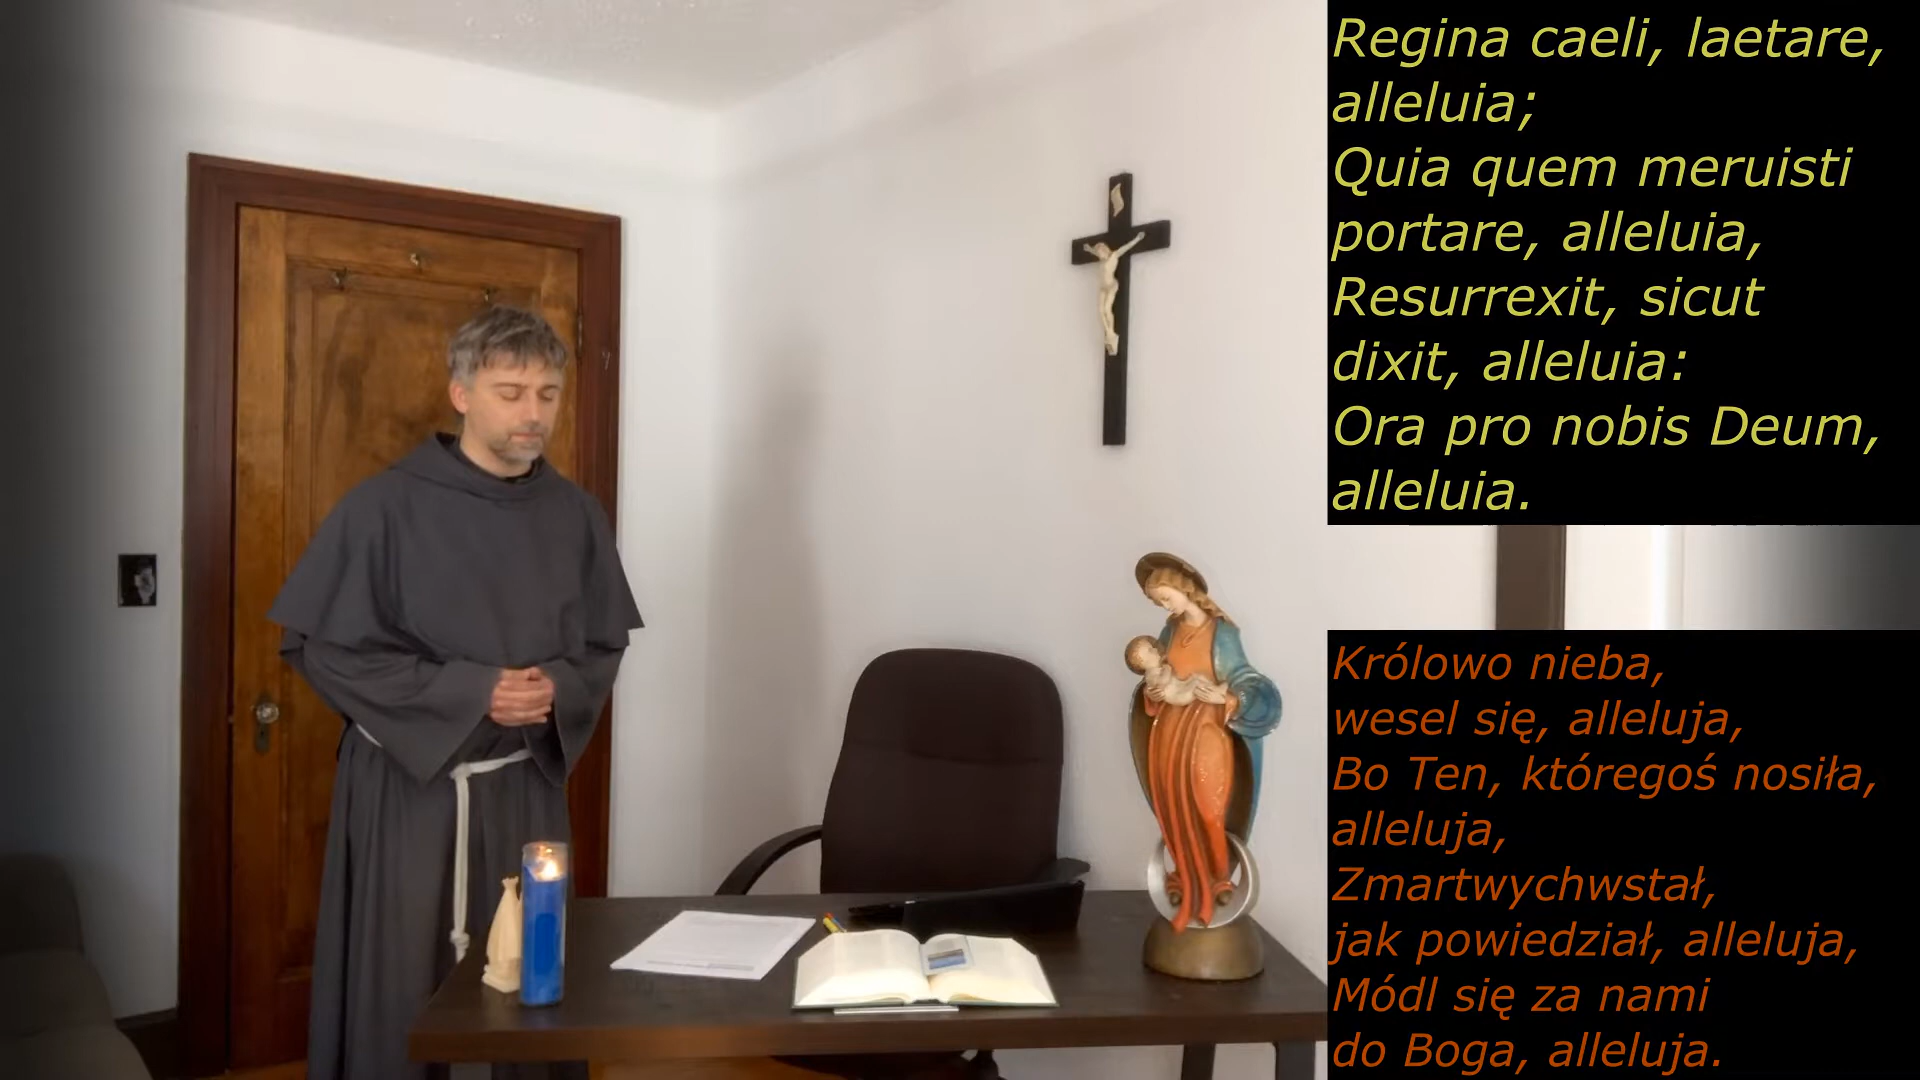 Regina caeli, laetare,
alleluia;
Quia quem meruisti
portare, alleluia,
Resurrexit, sicut
dixit, alleluia:
Ora pro nobis Deum,
alleluia.
Królowo nieba,
wesel się, alleluja,
Bo Ten, któregoś nosiła,
alleluja,
Zmartwychwstał,
jak powiedział, alleluja,
Módl się za nami
do Boga, alleluja.